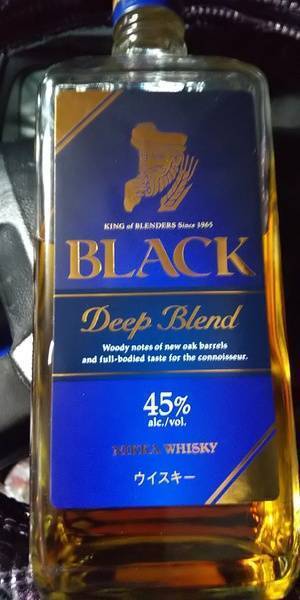 KING of BLENDERS Since 1965
BLACK
Deep Blend
Woody notes of new oak barrels
and full-bodied taste for the connoisseur.
45%
alc./vol.
NIKKA WHISKY
ウイスキー